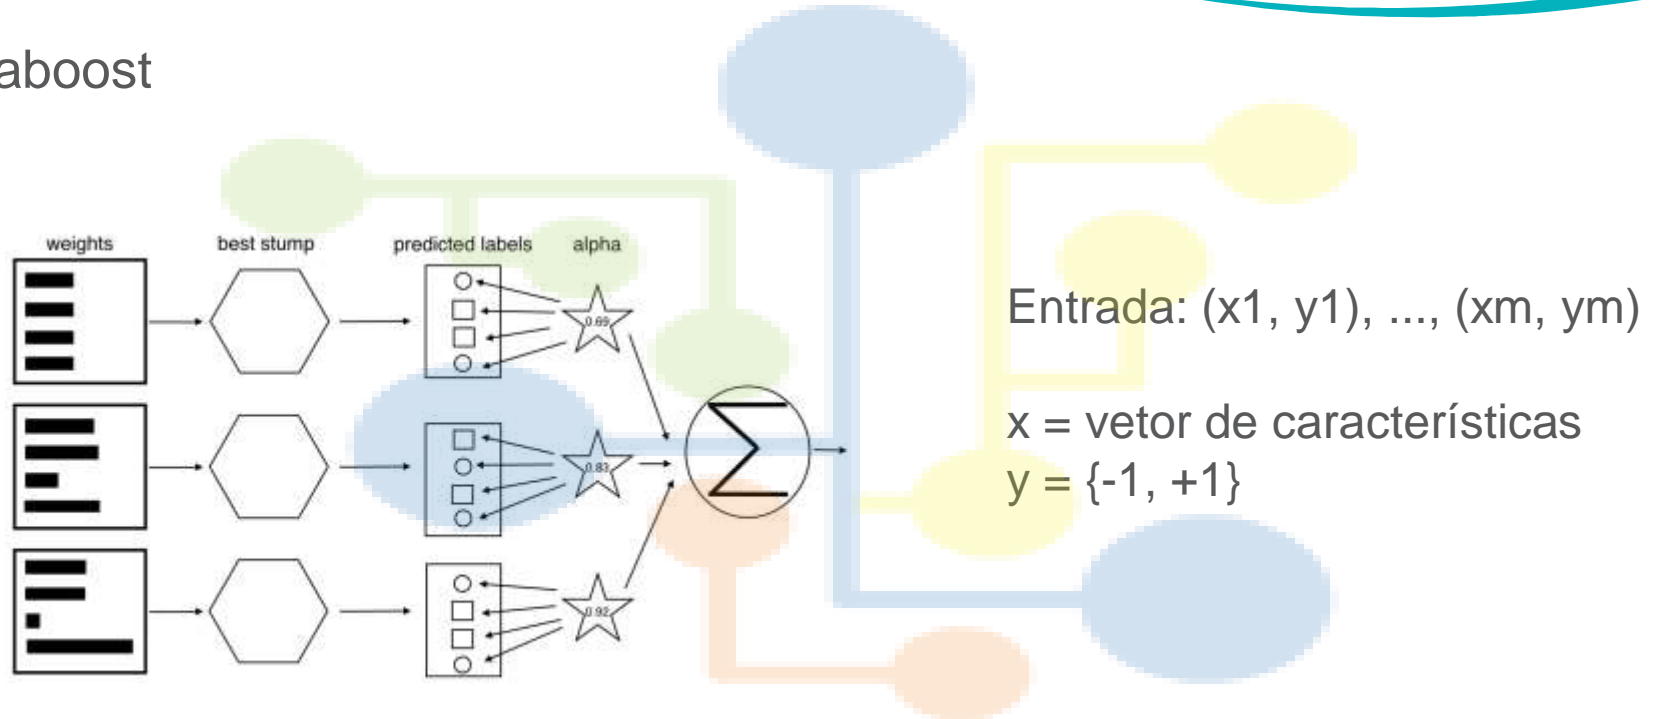 aboost
weights best stump predicted labels alpha
0.69
0.83
0.92
Entrada: (x1, y1), ..., (xm, ym)
x = vetor de característícas
y = {-1, +1}